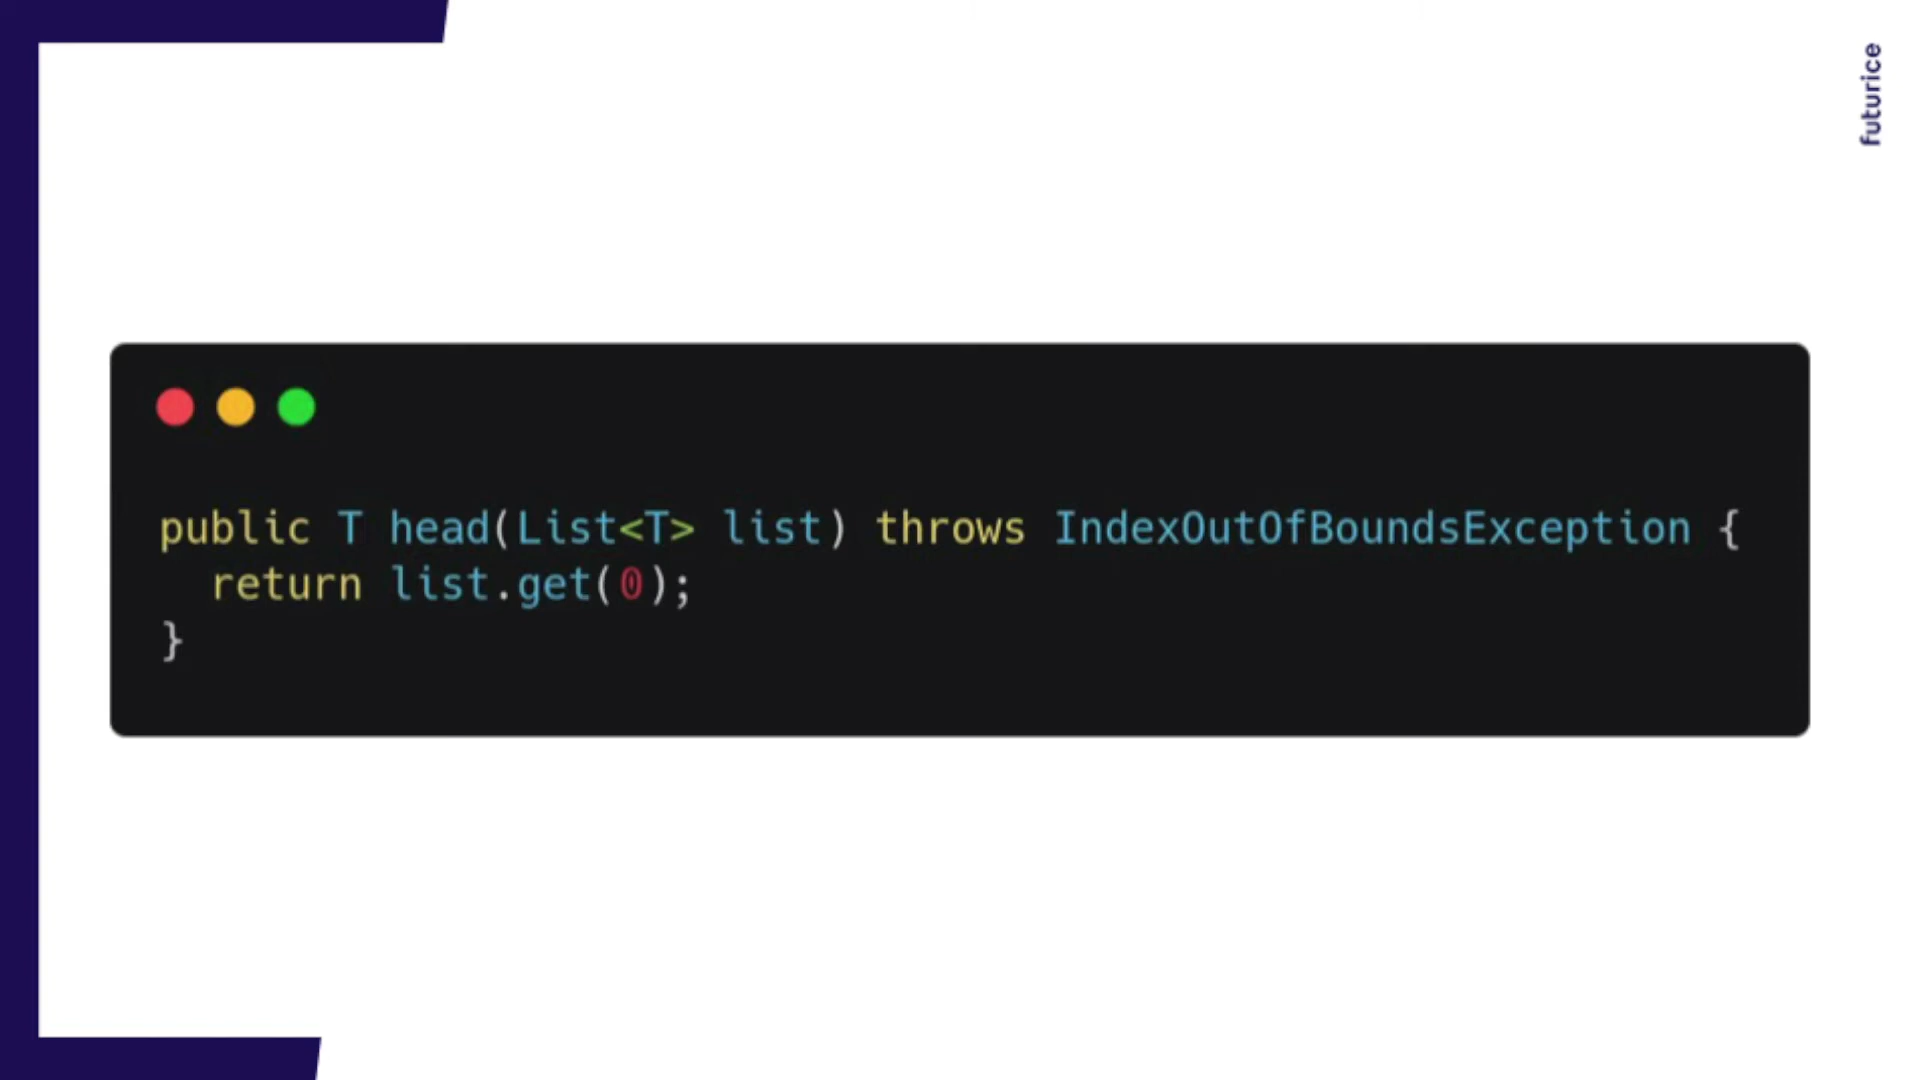 futurice
public T head(List<T> list) throws IndexOutOfBoundsException {
  return list.get(0);
}